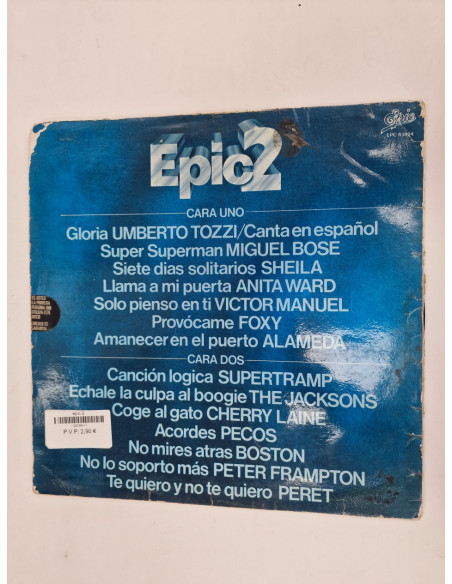 Epic
EPC 83894
Epic2
CARA UNO
Gloria UMBERTO TOZZI/Canta en español
Super Superman MIGUEL BOSE
Siete dias solitarios SHEILA
Llama a mi puerta ANITA WARD
Solo pienso en ti VICTOR MANUEL
Provócame FOXY
Amanecer en el puerto ALAMEDA
CARA DOS
Canción logica SUPERTRAMP
Echale la culpa al boogie THE JACKSONS
Coge al gato CHERRY LAINE
Acordes PECOS
No mires atras BOSTON
No lo soporto más PETER FRAMPTON
Te quiero y no te quiero PERET
P.V.P: 2,90 €